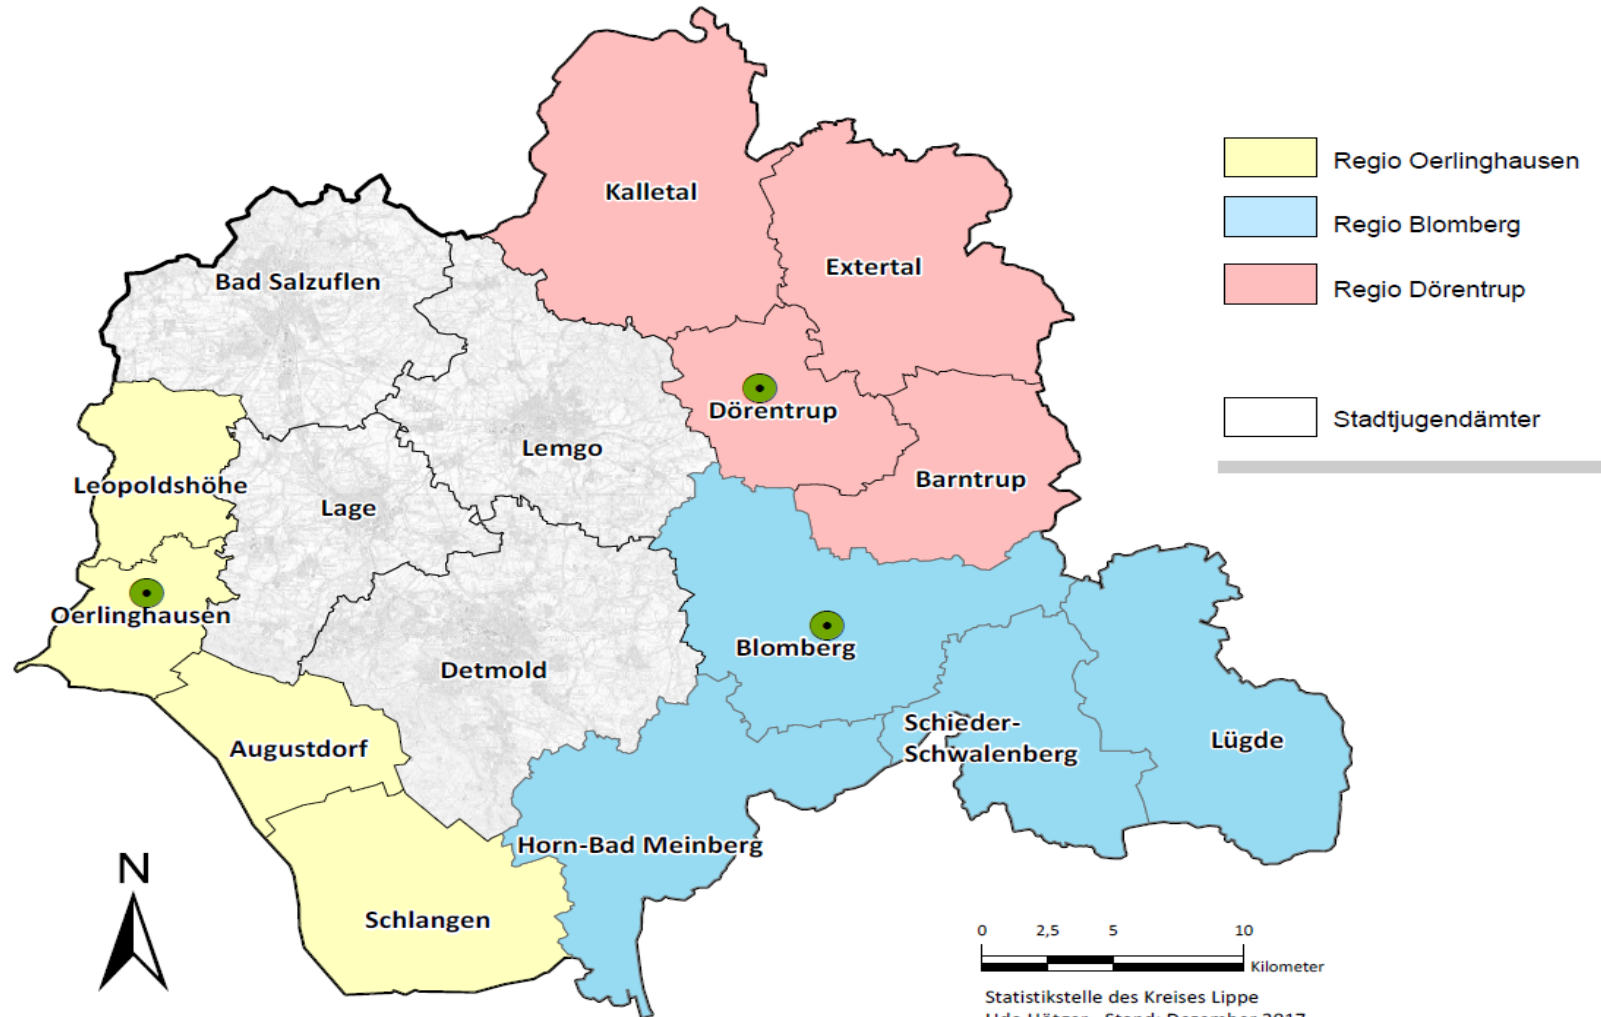 Kalletal
Extertal
Bad Salzuflen
Dörentrup
Lemgo
Barntrup
Leopoldshöhe
Lage
Oerlinghausen
Blomberg
Detmold
Schieder-
Schwalenberg
Lügde
Augustdorf
Horn-Bad Meinberg
Schlangen
Regio Oerlinghausen
Regio Blomberg
Regio Dörentrup
Stadtjugendämter
N
0 2,5 5 10
Kilometer
Statistikstelle des Kreises Lippe